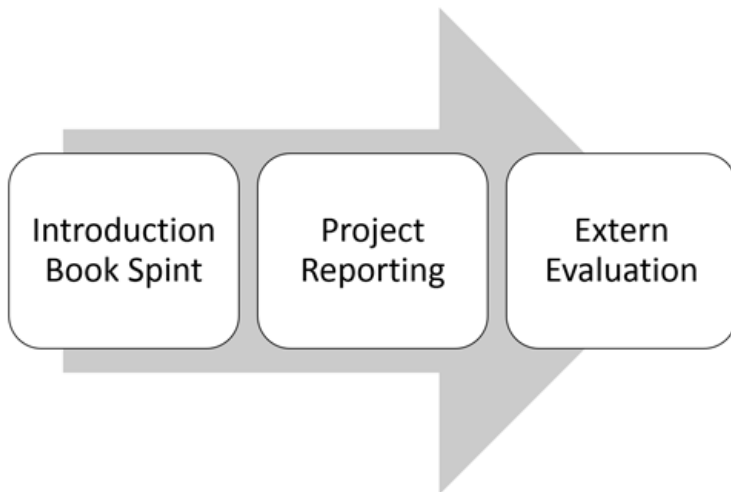 Introduction
Book Spint
Project
Reporting
Extern
Evaluation